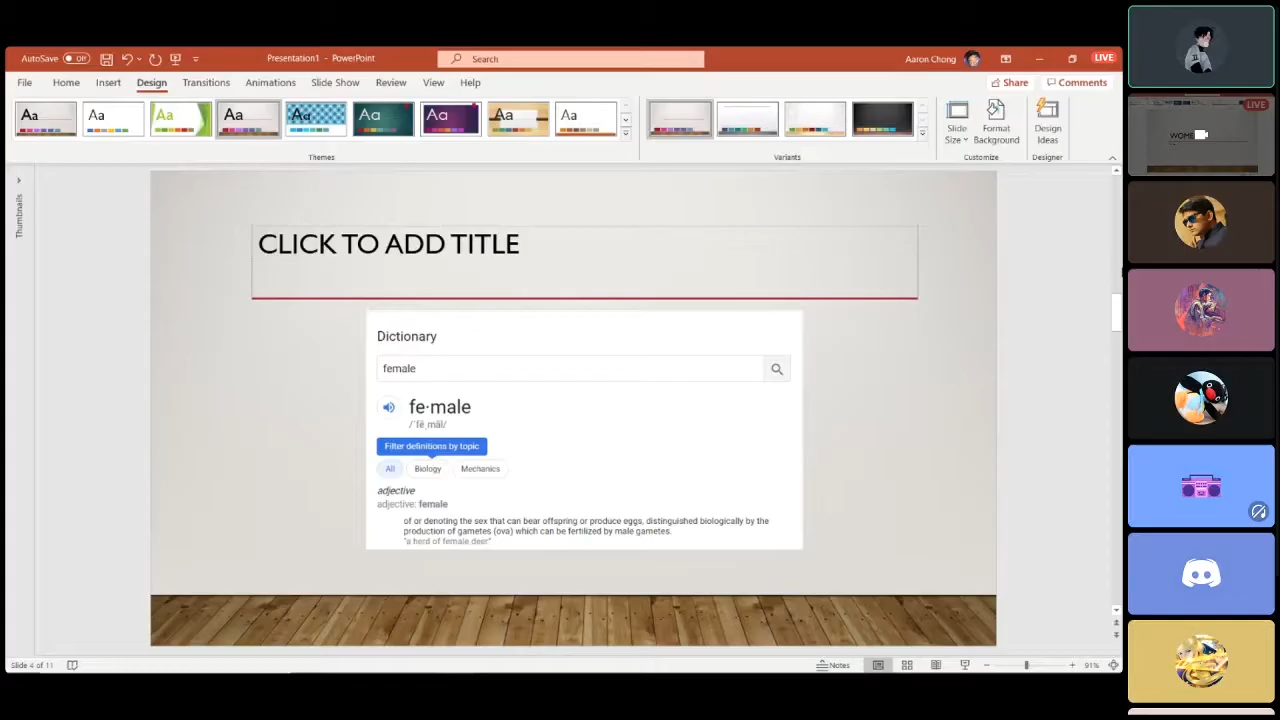 AutoSave Off Presentation1 - PowerPoint Search Aaron Chong LIVE
File Home Insert Design Transitions Animations Slide Show Review View Help Share Comments
Aa Aa Aa Aa Aa Aa Aa Aa Aa
Slide Size Format Background Design Ideas
Themes Variants Customize Designer
LIVE
WOME
Thumbnails
CLICK TO ADD TITLE
Dictionary
female
fe·male
/ˈfēˌmāl/
Filter definitions by topic
All Biology Mechanics
adjective
adjective: female
of or denoting the sex that can bear offspring or produce eggs, distinguished biologically by the
production of gametes (ova) which can be fertilized by male gametes.
"a herd of female deer"
Slide 4 of 11 Notes 91%